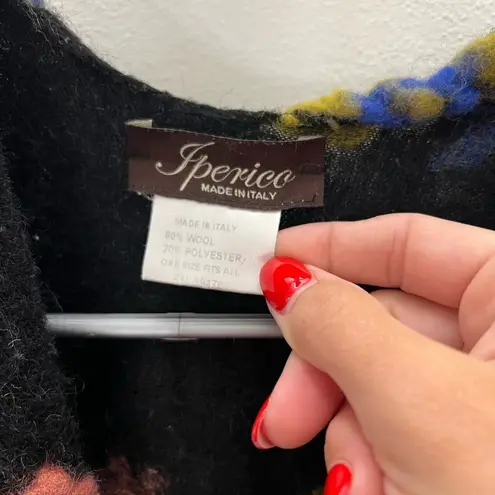 Iperico
MADE IN ITALY
MADE IN ITALY
80% WOOL
20% POLYESTER
ONE SIZE FITS ALL